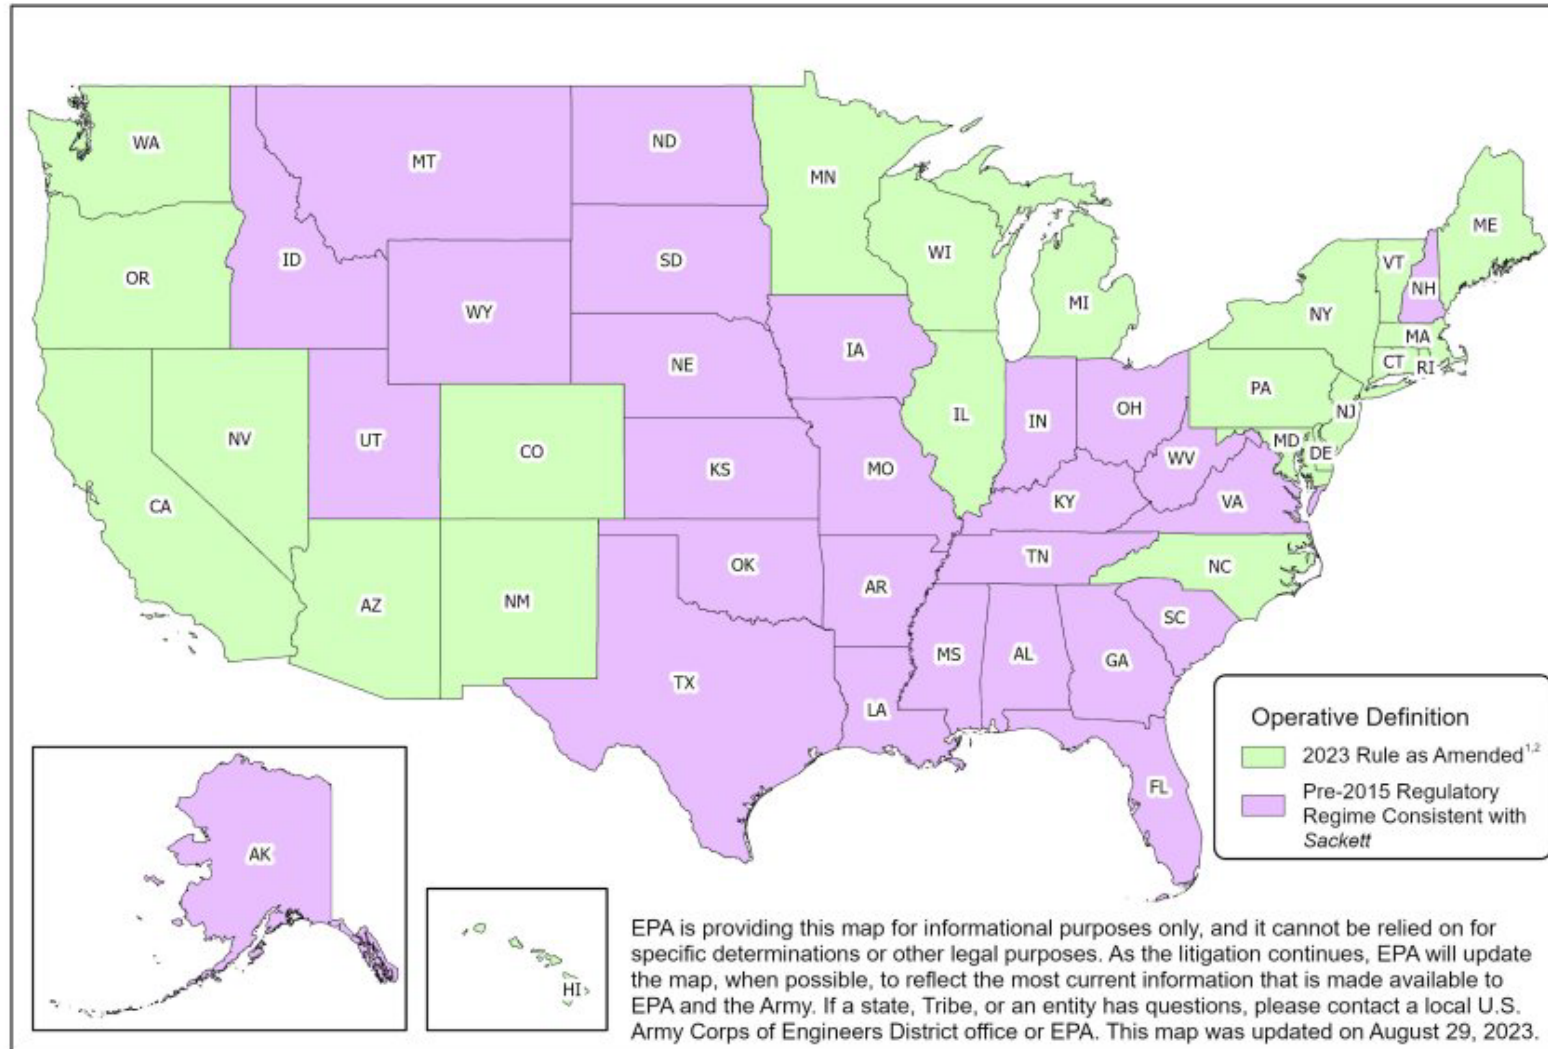 WA
MT
ND
MN
ME
OR
ID
SD
WI
VT
NH
WY
MI
NY
MA
IA
CT
RI
NE
PA
NV
UT
CO
IL
IN
OH
NJ
MD
DE
KS
MO
WV
CA
KY
VA
OK
TN
NC
AZ
NM
AR
SC
MS
AL
GA
TX
LA
FL
AK
HI
Operative Definition
2023 Rule as Amended1,2
Pre-2015 Regulatory
Regime Consistent with
Sackett
EPA is providing this map for informational purposes only, and it cannot be relied on for
specific determinations or other legal purposes. As the litigation continues, EPA will update
the map, when possible, to reflect the most current information that is made available to
EPA and the Army. If a state, Tribe, or an entity has questions, please contact a local U.S.
Army Corps of Engineers District office or EPA. This map was updated on August 29, 2023.